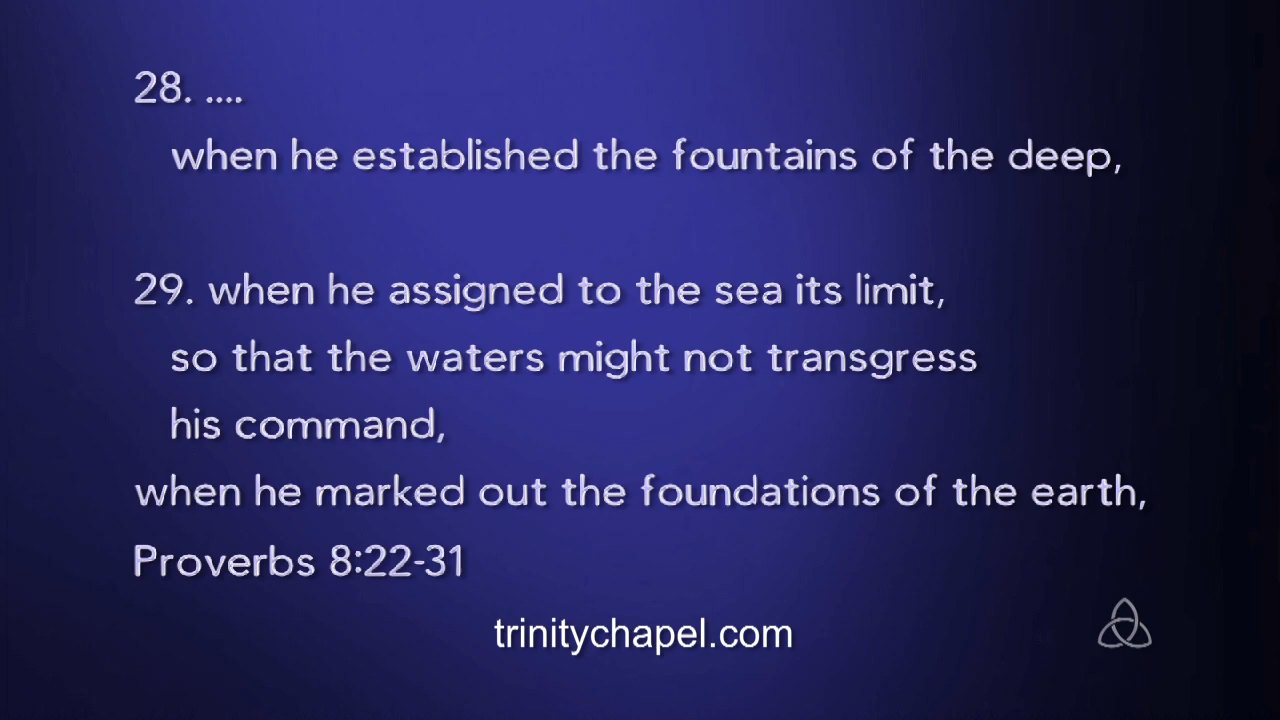 28. ....
when he established the fountains of the deep,
29. when he assigned to the sea its limit,
so that the waters might not transgress
his command,
when he marked out the foundations of the earth,
Proverbs 8:22-31
trinitychapel.com